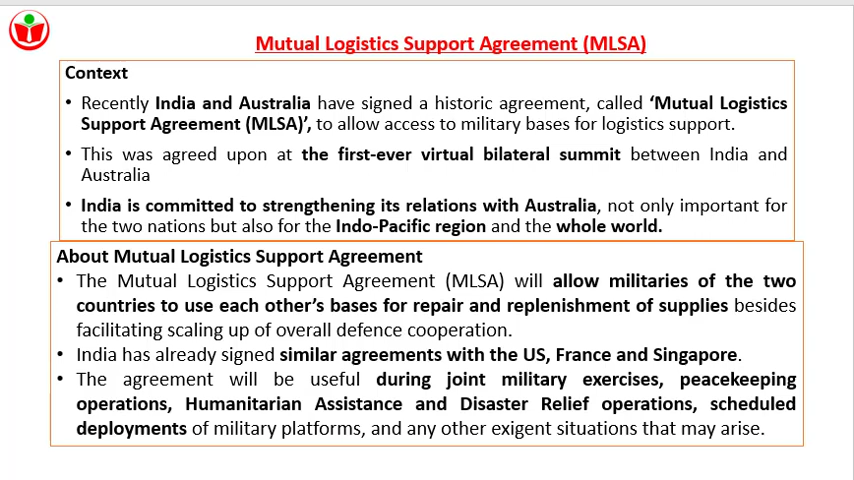 Mutual Logistics Support Agreement (MLSA)
Context
• Recently India and Australia have signed a historic agreement, called ‘Mutual Logistics
Support Agreement (MLSA)’, to allow access to military bases for logistics support.
• This was agreed upon at the first-ever virtual bilateral summit between India and
Australia
• India is committed to strengthening its relations with Australia, not only important for
the two nations but also for the Indo-Pacific region and the whole world.
About Mutual Logistics Support Agreement
• The Mutual Logistics Support Agreement (MLSA) will allow militaries of the two
countries to use each other’s bases for repair and replenishment of supplies besides
facilitating scaling up of overall defence cooperation.
• India has already signed similar agreements with the US, France and Singapore.
• The agreement will be useful during joint military exercises, peacekeeping
operations, Humanitarian Assistance and Disaster Relief operations, scheduled
deployments of military platforms, and any other exigent situations that may arise.